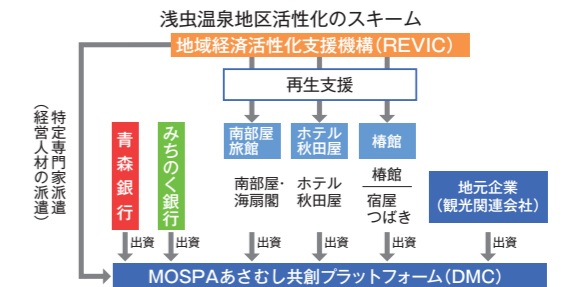 浅虫温泉地区活性化のスキーム
地域経済活性化支援機構（REVIC）
再生支援
特定専門家派遣
（経営人材の派遣）
青森銀行
みちのく銀行
南部屋
旅館
ホテル
秋田屋
椿館
南部屋・
海扇閣
ホテル
秋田屋
椿館
宿屋
つばき
地元企業
（観光関連会社）
出資
出資
出資
出資
出資
出資
MOSPAあさむし共創プラットフォーム（DMC）